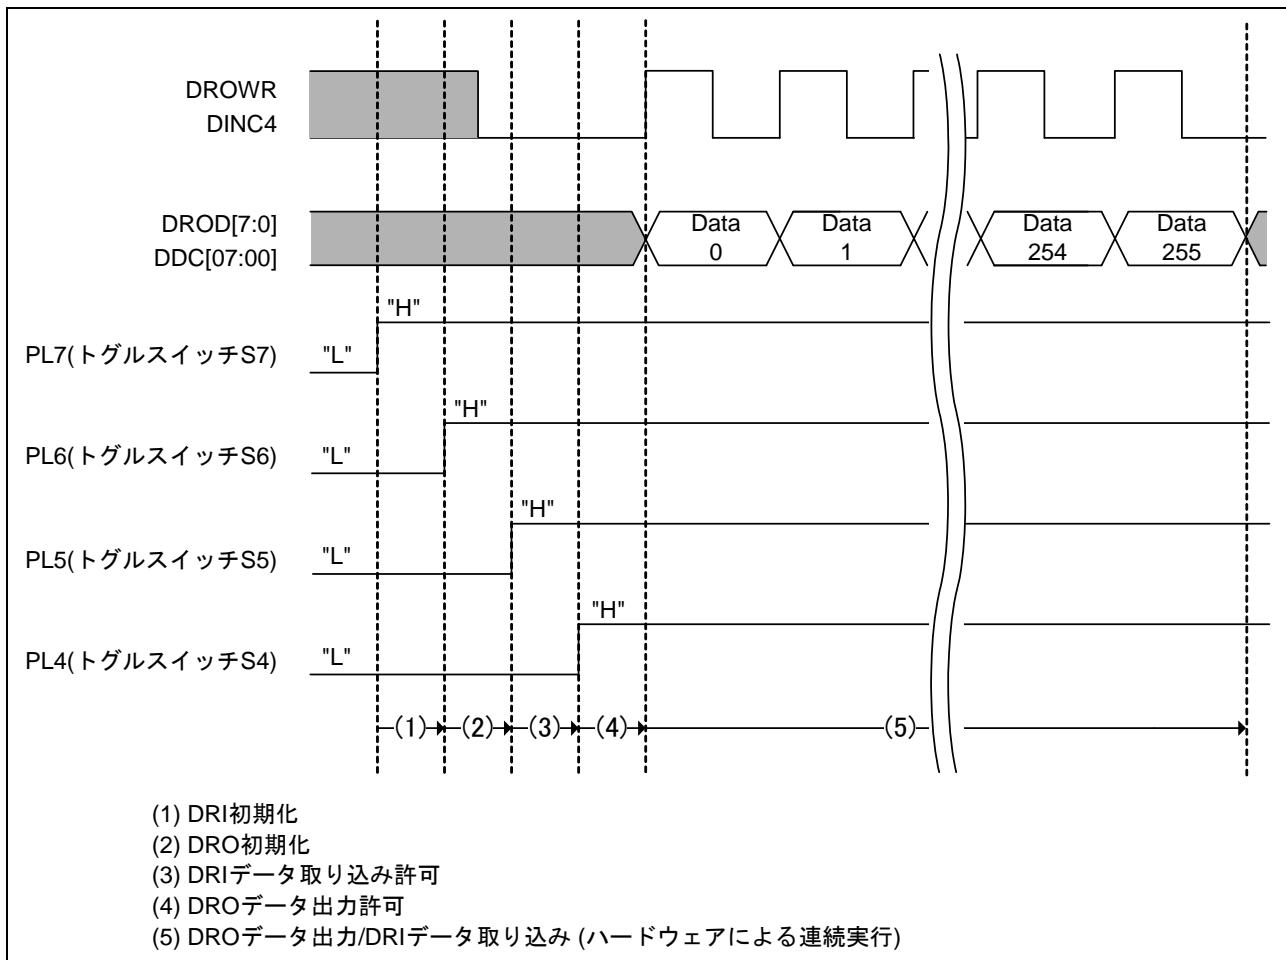 DROWR
DINC4
DROD[7:0]
DDC[07:00]
Data
0
Data
1
Data
254
Data
255
"H"
PL7(トグルスイッチS7)
"L"
"H"
PL6(トグルスイッチS6)
"L"
"H"
PL5(トグルスイッチS5)
"L"
"H"
PL4(トグルスイッチS4)
"L"
(1) (2) (3) (4) (5)
(1) DRI初期化
(2) DRO初期化
(3) DRIデータ取り込み許可
(4) DROデータ出力許可
(5) DROデータ出力/DRIデータ取り込み (ハードウェアによる連続実行)